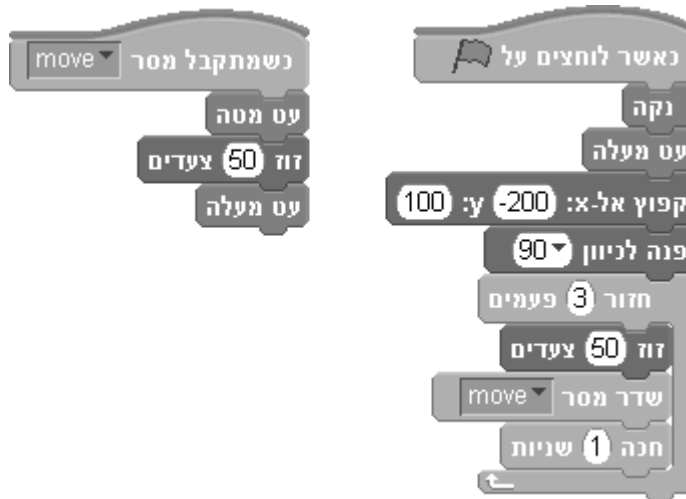 כאשר לוחצים על
נקה
עט מעלה
קפוץ אל-x: -200 y: 100
פנה לכיוון 90
חזור 3 פעמים
זוז 50 צעדים
שדר מסר move
חכה 1 שניות
כשמתקבל מסר move
עט מטה
זוז 50 צעדים
עט מעלה